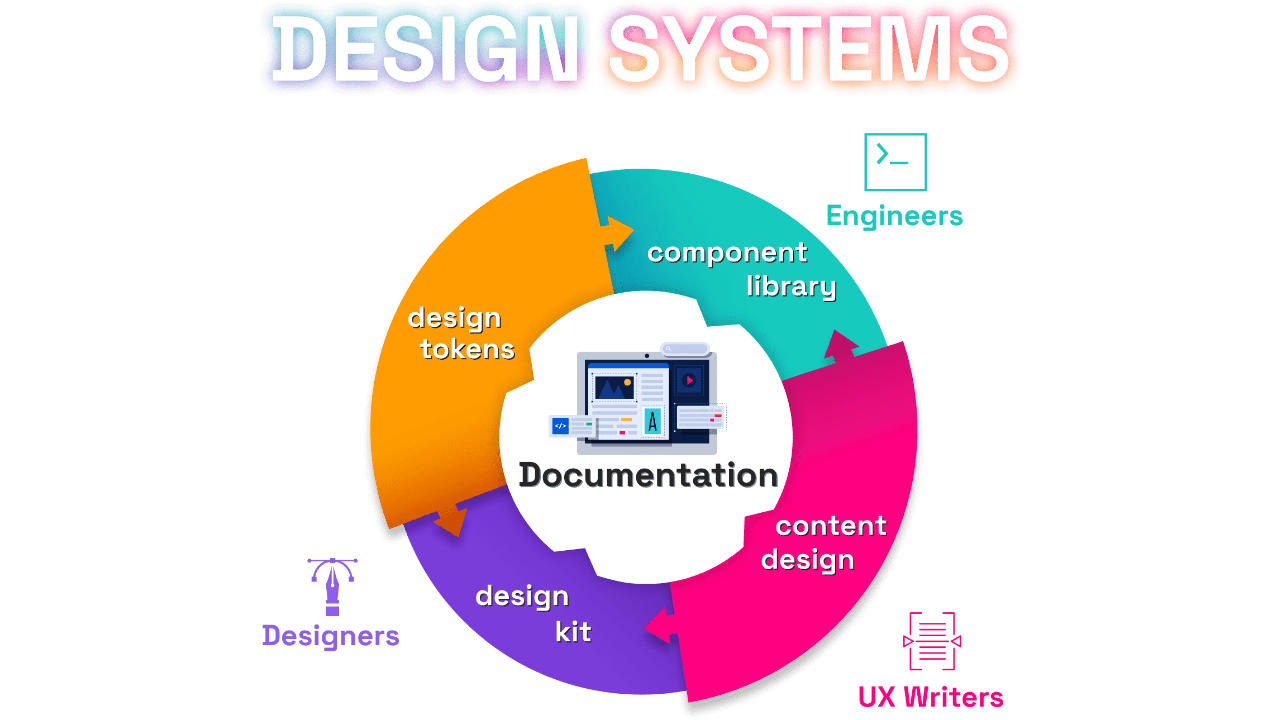 DESIGN SYSTEMS
>_
Engineers
component
library
design
tokens
</>
A
Documentation
content
design
design
kit
Designers
UX Writers